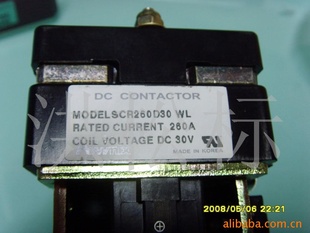 DC CONTACTOR
MODELSCR260D30 WL
RATED CURRENT 260A
COIL VOLTAGE DC 30V
MADE IN KOREA
2008/05/06 22:21
alibaba.com.cn